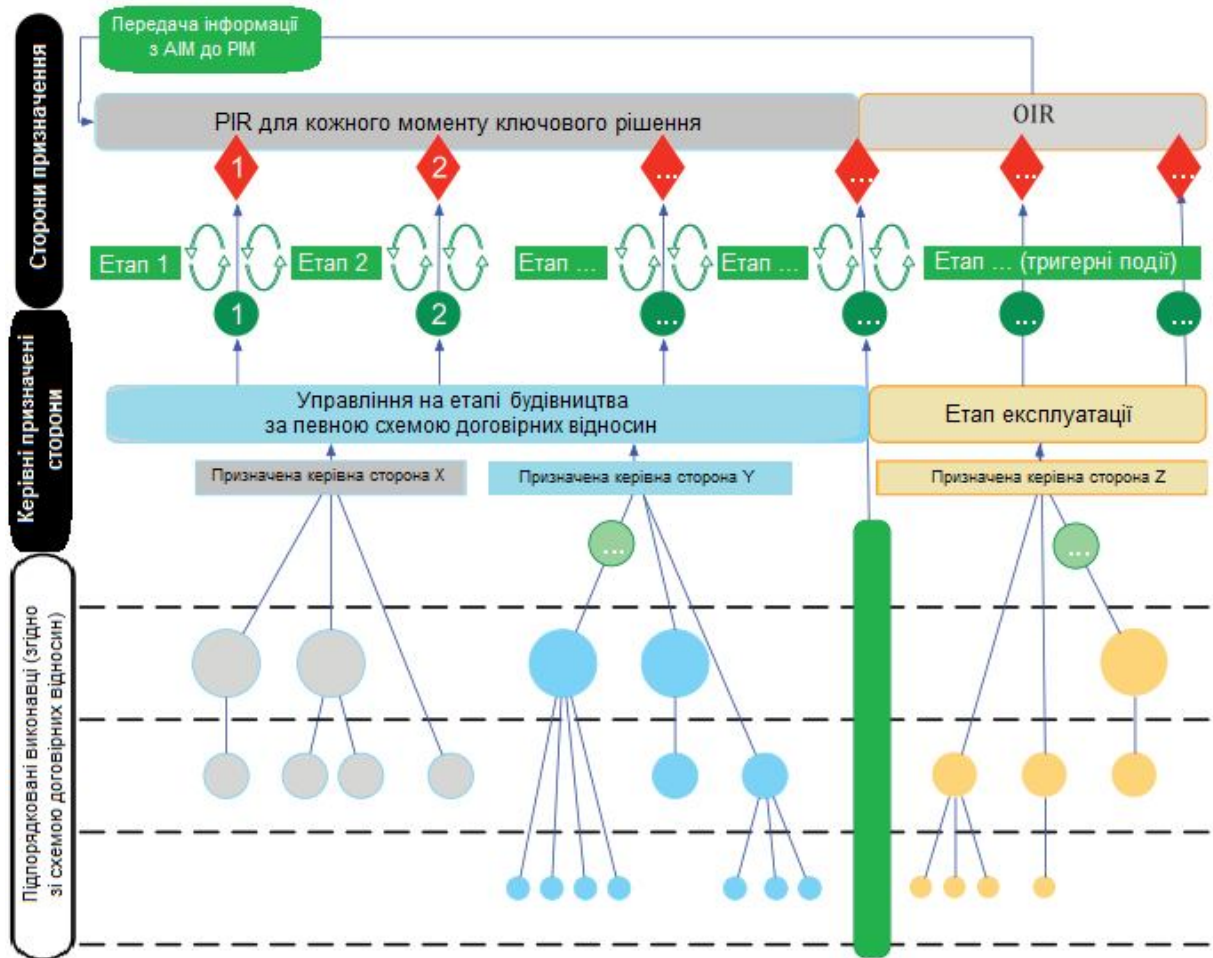 Передача інформації
з AIM до PIM
Сторони призначення
PIR для кожного моменту ключового рішення
OIR
1
2
...
...
...
...
Етап 1
Етап 2
Етап ...
Етап ...
Етап ... (тригерні події)
1
2
...
...
...
...
Керівні призначені
сторони
Управління на етапі будівництва
за певною схемою договірних відносин
Етап експлуатації
Призначена керівна сторона X
Призначена керівна сторона Y
Призначена керівна сторона Z
...
...
Підпорядковані виконавці (згідно
зі схемою договірних відносин)